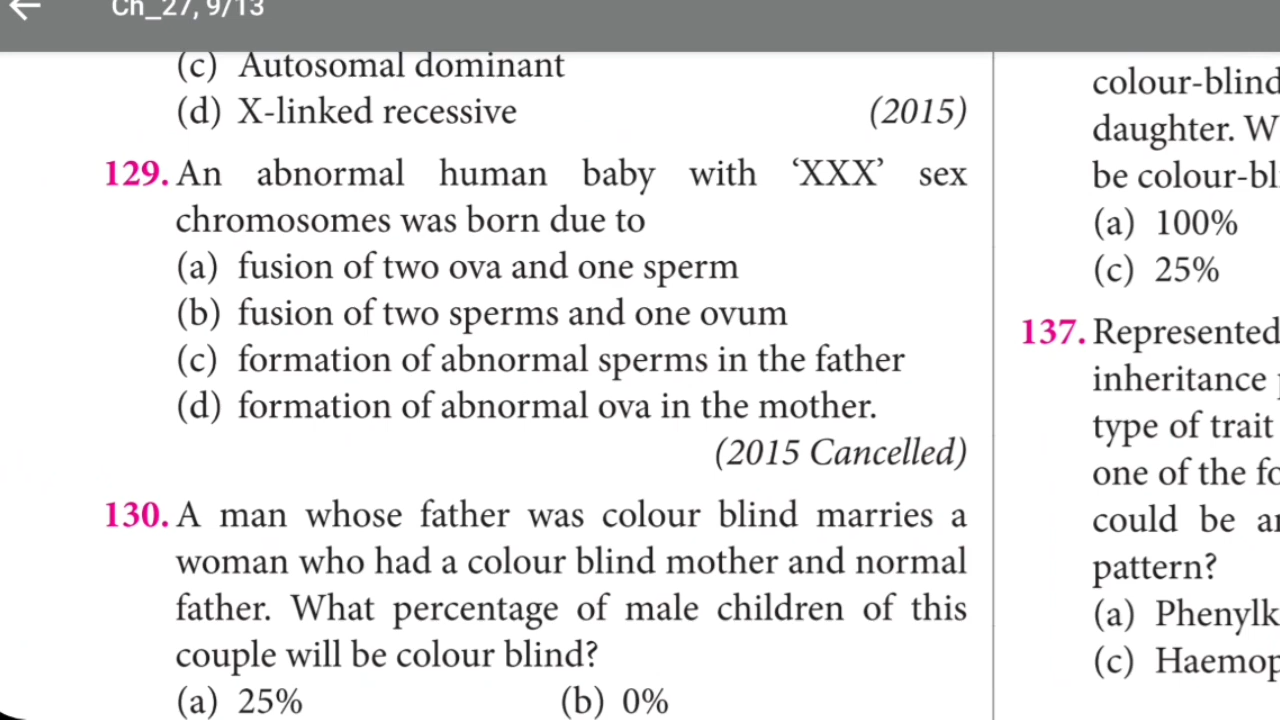 Ch_27, 9/13
(c) Autosomal dominant
(d) X-linked recessive (2015)
129. An abnormal human baby with ‘XXX’ sex
chromosomes was born due to
(a) fusion of two ova and one sperm
(b) fusion of two sperms and one ovum
(c) formation of abnormal sperms in the father
(d) formation of abnormal ova in the mother.
(2015 Cancelled)
130. A man whose father was colour blind marries a
woman who had a colour blind mother and normal
father. What percentage of male children of this
couple will be colour blind?
(a) 25% (b) 0%
colour-blind
daughter. W
be colour-bl
(a) 100%
(c) 25%
137. Represented
inheritance
type of trait
one of the fo
could be
pattern?
(a) Phenylk
(c) Haemop